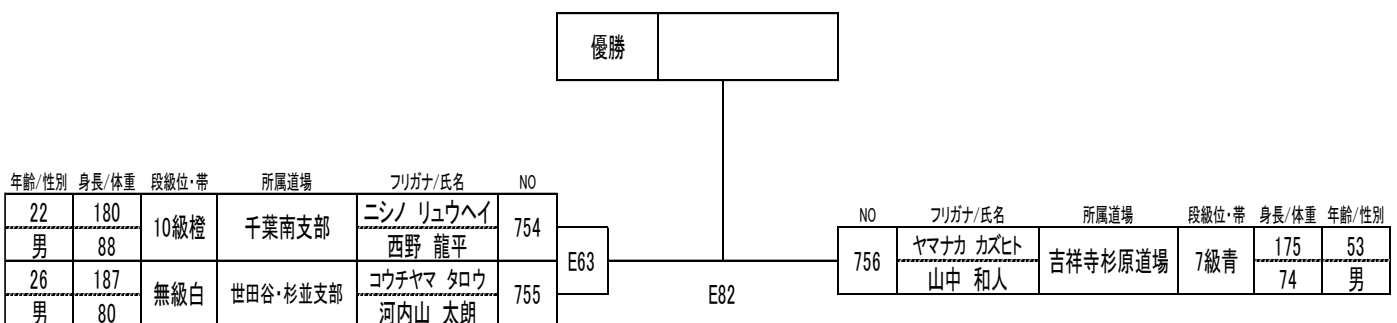 優勝
年齢/性別 身長/体重 段級位・帯 所属道場 フリガナ/氏名 NO
22 180 10級橙 千葉南支部 ニシノ リュウヘイ 754
男 88 西野 龍平
E63
26 187 無級白 世田谷・杉並支部 コウチヤマ タロウ 755
男 80 河内山 太朗
E82
NO フリガナ/氏名 所属道場 段級位・帯 身長/体重 年齢/性別
756 ヤマナカ カズヒト 吉祥寺杉原道場 7級青 175 53
山中 和人 74 男